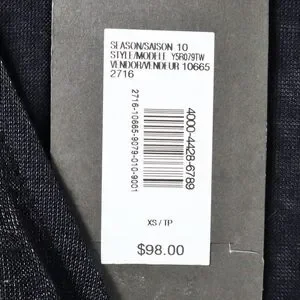 SEASON/SAISON 10
STYLE/MODELE Y5R079TW
VENDOR/VENDEUR 10665
2716
2716-10665-9079-010-9001
4000-4428-6789
XS / TP
$98.00